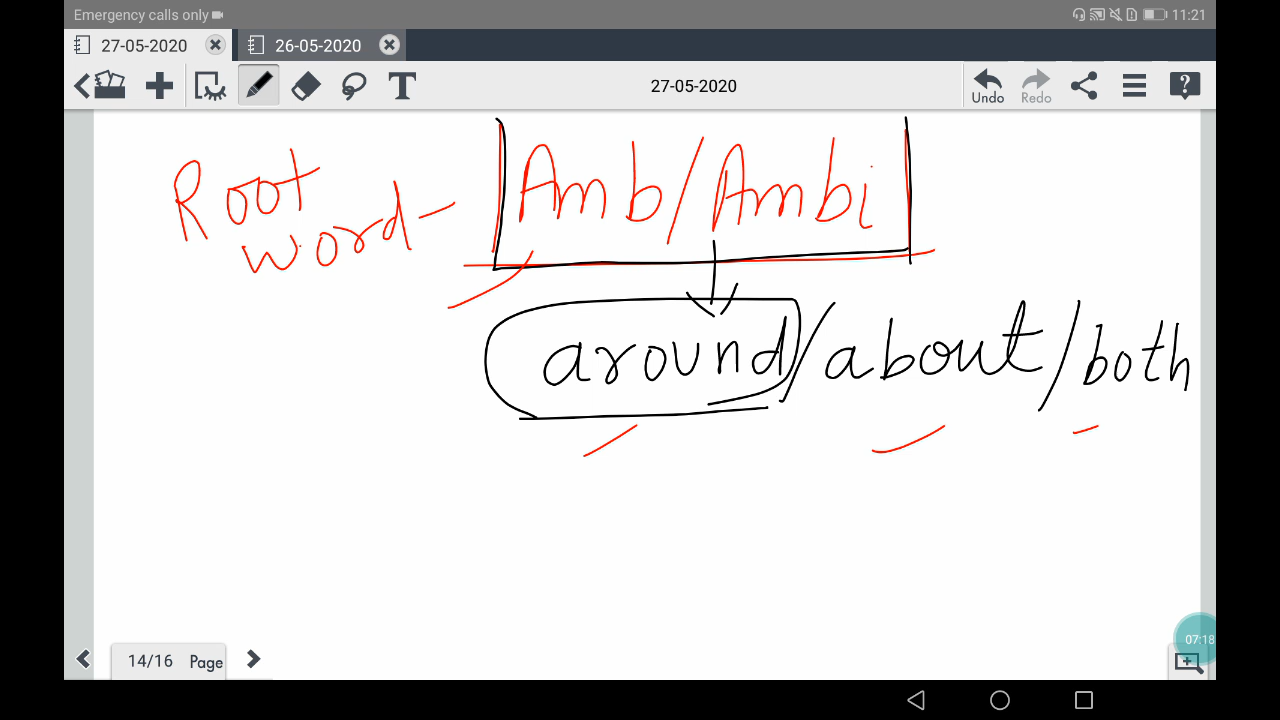 Emergency calls only 11:21
27-05-2020 26-05-2020
27-05-2020 Undo Redo
Root Amb/Ambi
word-
around/about/both
07:18
14/16 Page